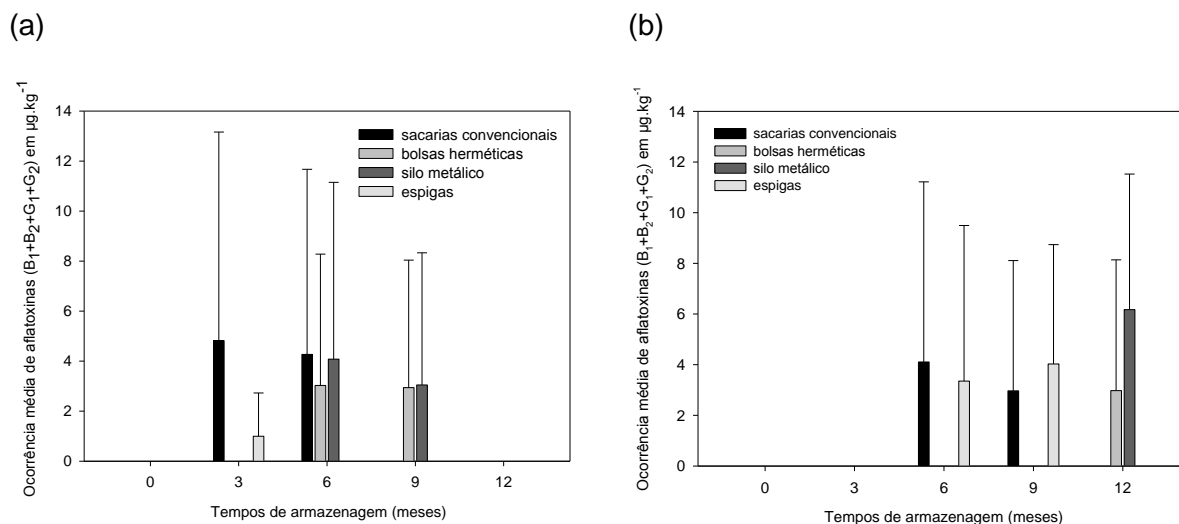 (a)
Ocorrência média de aflatoxinas (B1+B2+G1+G2) em µg.kg-1
14
12
10
8
6
4
2
0
sacarias convencionais
bolsas herméticas
silo metálico
espigas
0 3 6 9 12
Tempos de armazenagem (meses)
(b)
Ocorrência média de aflatoxinas (B1+B2+G1+G2) em µg.kg-1
14
12
10
8
6
4
2
0
sacarias convencionais
bolsas herméticas
silo metálico
espigas
0 3 6 9 12
Tempos de armazenagem (meses)